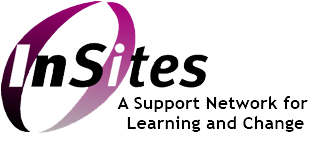 InSites
A Support Network for
Learning and Change